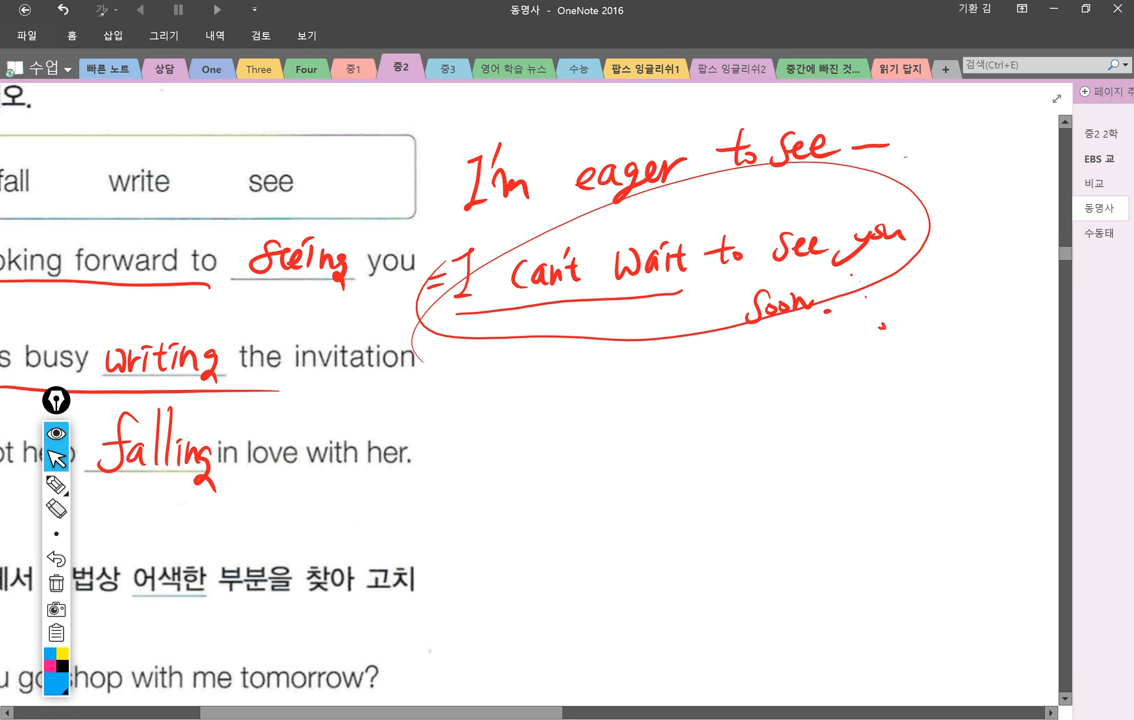 동명사 - OneNote 2016
기환 김
파일 홈 삽입 그리기 내역 검토 보기
수업 빠른 노트 상담 One Three Four 중1 중2 중3 영어 학습 뉴스 수능 팝스 잉글리쉬1 팝스 잉글리쉬2 중간에 빠진 것... 읽기 답지 + 검색(Ctrl+E)
오.
페이지 추
중2 2학
EBS 교
비교
동명사
수동태
fall write see
I'm eager to see —
oking forward to seeing you
= I can't wait to see you
soon.
s busy writing the invitation
falling in love with her.
법상 어색한 부분을 찾아 고치
shop with me tomorrow?